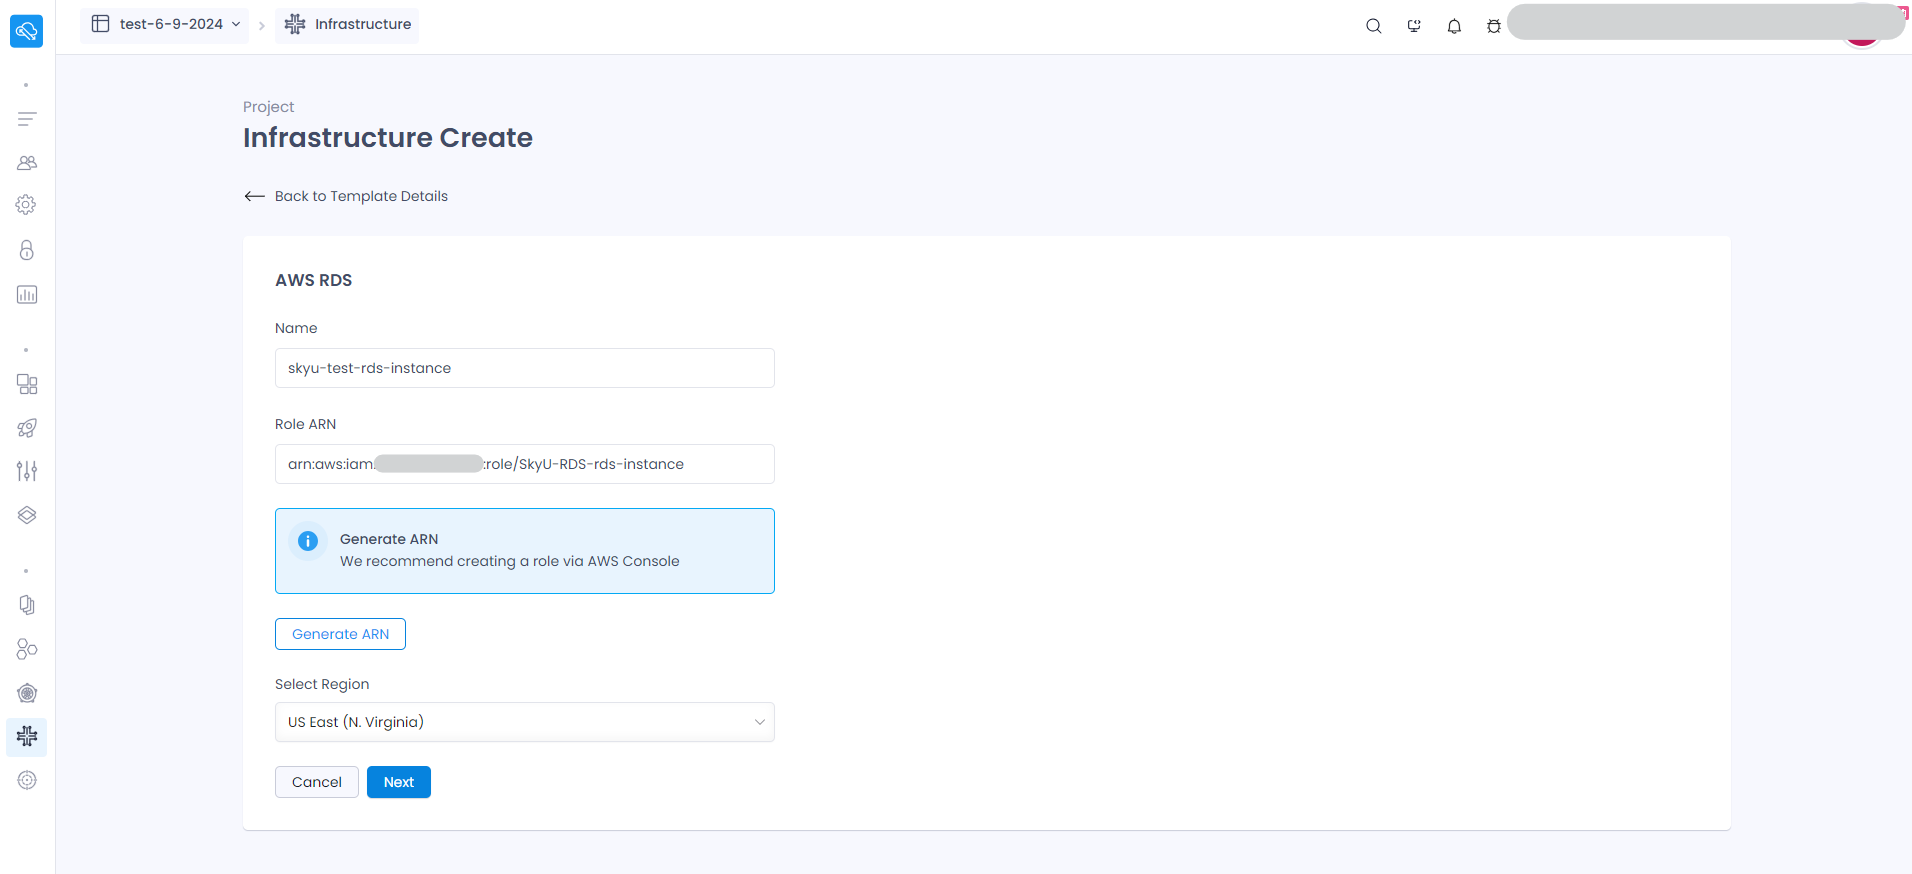 test-6-9-2024
Infrastructure
Project
Infrastructure Create
Back to Template Details
AWS RDS
Name
skyu-test-rds-instance
Role ARN
arn:aws:iam: :role/SkyU-RDS-rds-instance
Generate ARN
We recommend creating a role via AWS Console
Generate ARN
Select Region
US East (N. Virginia)
Cancel
Next